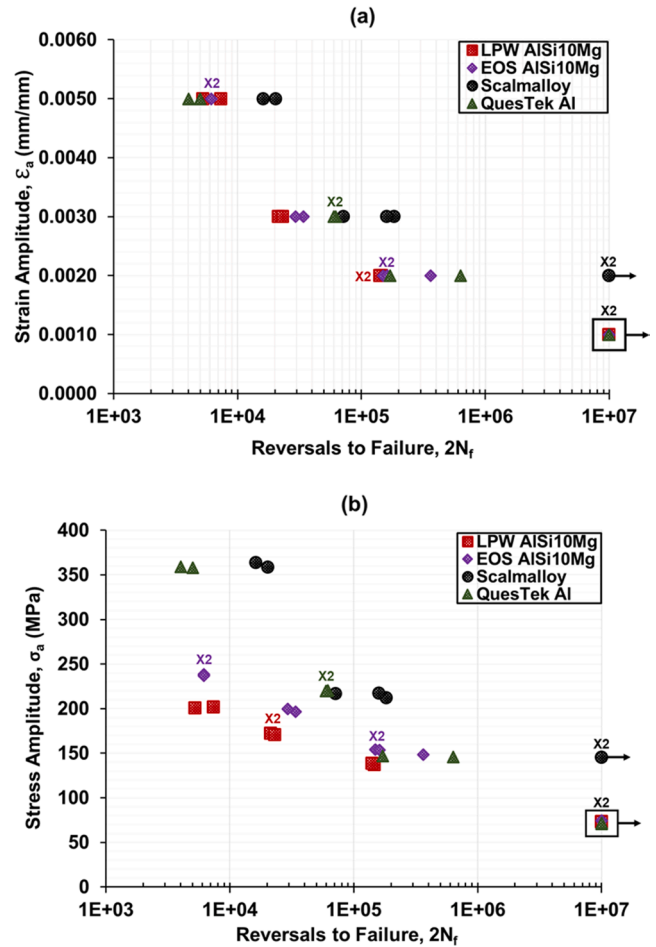 (a)
0.0060
0.0050
0.0040
0.0030
0.0020
0.0010
0.0000
Strain Amplitude, Ɛₐ (mm/mm)
LPW AlSi10Mg
EOS AlSi10Mg
Scalmalloy
QuesTek Al
X2
X2
X2
X2
X2
X2
1E+03 1E+04 1E+05 1E+06 1E+07
Reversals to Failure, 2Nf
(b)
400
350
300
250
200
150
100
50
0
Stress Amplitude, σₐ (MPa)
LPW AlSi10Mg
EOS AlSi10Mg
Scalmalloy
QuesTek Al
X2
X2
X2
X2
X2
X2
1E+03 1E+04 1E+05 1E+06 1E+07
Reversals to Failure, 2Nf